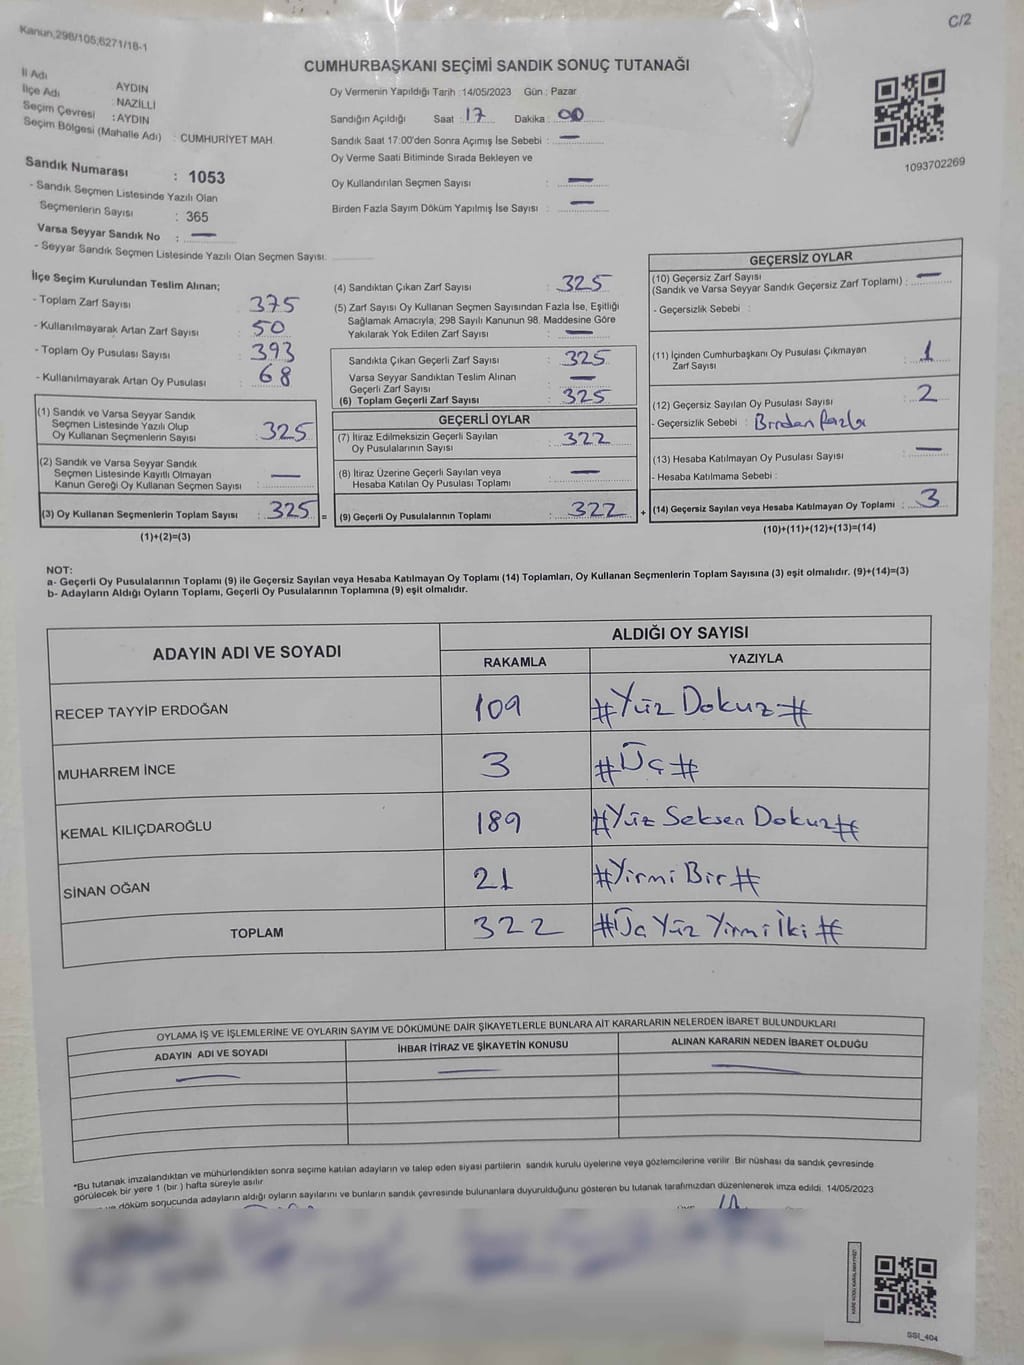 C/2
Kanun,298/105;6271/18-1
CUMHURBAŞKANI SEÇİMİ SANDIK SONUÇ TUTANAĞI
İl Adı AYDIN
İlçe Adı : NAZİLLİ
Seçim Çevresi : AYDIN
Seçim Bölgesi (Mahalle Adı) : CUMHURİYET MAH
Oy Vermenin Yapıldığı Tarih :14/05/2023 Gün : Pazar
Sandığın Açıldığı Saat : 17 Dakika : 00
Sandık Saat 17:00'den Sonra Açımış İse Sebebi : —
Oy Verme Saati Bitiminde Sırada Bekleyen ve
Oy Kullandırılan Seçmen Sayısı : —
Birden Fazla Sayım Döküm Yapılmış İse Sayısı : —
1093702269
Sandık Numarası : 1053
- Sandık Seçmen Listesinde Yazılı Olan
Seçmenlerin Sayısı : 365
Varsa Seyyar Sandık No : —
- Seyyar Sandık Seçmen Listesinde Yazılı Olan Seçmen Sayısı:
İlçe Seçim Kurulundan Teslim Alınan;
- Toplam Zarf Sayısı 375
- Kullanılmayarak Artan Zarf Sayısı : 50
- Toplam Oy Pusulası Sayısı : 393
- Kullanılmayarak Artan Oy Pusulası : 68
(1) Sandık ve Varsa Seyyar Sandık
Seçmen Listesinde Yazılı Olup
Oy Kullanan Seçmenlerin Sayısı : 325
(2) Sandık ve Varsa Seyyar Sandık
Seçmen Listesinde Kayıtlı Olmayan
Kanun Gereği Oy Kullanan Seçmen Sayısı : —
(3) Oy Kullanan Seçmenlerin Toplam Sayısı : 325 =
(1)+(2)=(3)
(4) Sandıktan Çıkan Zarf Sayısı : 325
(5) Zarf Sayısı Oy Kullanan Seçmen Sayısından Fazla İse, Eşitliği
Sağlamak Amacıyla; 298 Sayılı Kanunun 98. Maddesine Göre
Yakılarak Yok Edilen Zarf Sayısı : —
Sandıkta Çıkan Geçerli Zarf Sayısı : 325
Varsa Seyyar Sandıktan Teslim Alınan
Geçerli Zarf Sayısı : —
(6) Toplam Geçerli Zarf Sayısı : 325
GEÇERLİ OYLAR
(7) İtiraz Edilmeksizin Geçerli Sayılan
Oy Pusulalarının Sayısı : 322
(8) İtiraz Üzerine Geçerli Sayılan veya
Hesaba Katılan Oy Pusulası Toplamı : —
(9) Geçerli Oy Pusulalarının Toplamı : 322 +
GEÇERSİZ OYLAR
(10) Geçersiz Zarf Sayısı
(Sandık ve Varsa Seyyar Sandık Geçersiz Zarf Toplamı) : —
- Geçersizlik Sebebi :
(11) İçinden Cumhurbaşkanı Oy Pusulası Çıkmayan
Zarf Sayısı : 1
(12) Geçersiz Sayılan Oy Pusulası Sayısı : 2
- Geçersizlik Sebebi : Birden fazla
(13) Hesaba Katılmayan Oy Pusulası Sayısı : —
- Hesaba Katılmama Sebebi :
(14) Geçersiz Sayılan veya Hesaba Katılmayan Oy Toplamı : 3
(10)+(11)+(12)+(13)=(14)
NOT:
a- Geçerli Oy Pusulalarının Toplamı (9) ile Geçersiz Sayılan veya Hesaba Katılmayan Oy Toplamı (14) Toplamları, Oy Kullanan Seçmenlerin Toplam Sayısına (3) eşit olmalıdır. (9)+(14)=(3)
b- Adayların Aldığı Oyların Toplamı, Geçerli Oy Pusulalarının Toplamına (9) eşit olmalıdır.
ADAYIN ADI VE SOYADI ALDIĞI OY SAYISI
RAKAMLA YAZIYLA
RECEP TAYYİP ERDOĞAN 109 #Yüz Dokuz#
MUHARREM İNCE 3 #Üç#
KEMAL KILIÇDAROĞLU 189 #Yüz Seksen Dokuz#
SİNAN OĞAN 21 #Yirmi Bir#
TOPLAM 322 #Üç Yüz Yirmi İki#
OYLAMA İŞ VE İŞLEMLERİNE VE OYLARIN SAYIM VE DÖKÜMÜNE DAİR ŞİKAYETLERLE BUNLARA AİT KARARLARIN NELERDEN İBARET BULUNDUKLARI
ADAYIN ADI VE SOYADI İHBAR İTİRAZ VE ŞİKAYETİN KONUSU ALINAN KARARIN NEDEN İBARET OLDUĞU
— — —
*Bu tutanak imzalandıktan ve mühürlendikten sonra seçime katılan adayların ve talep eden siyasi partilerin sandık kurulu üyelerine veya gözlemcilerine verilir. Bir nüshası da sandık çevresinde
görülecek bir yere 1 (bir ) hafta süreyle asılır.
ve döküm sonucunda adayların aldığı oyların sayılarını ve bunların sandık çevresinde bulunanlara duyurulduğunu gösteren bu tutanak tarafımızdan düzenlenerek imza edildi. 14/05/2023
SSI_404